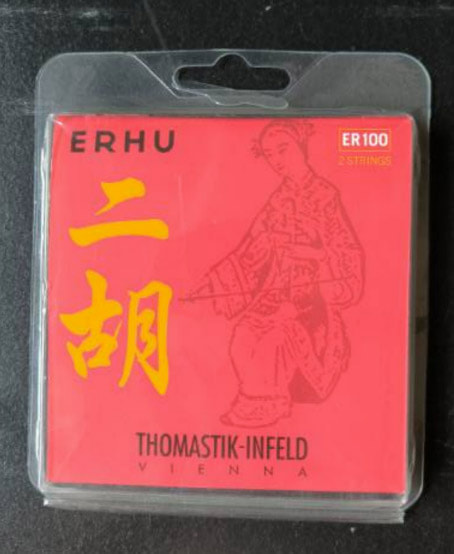 ERHU
ER100
2 STRINGS
二
胡
THOMASTIK-INFELD
VIENNA